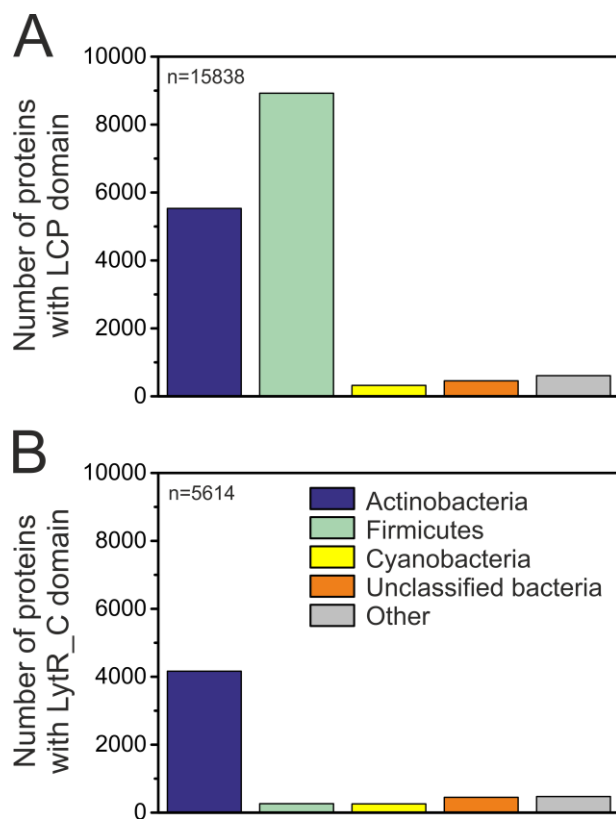 A
Number of proteins
with LCP domain
10000
8000
6000
4000
2000
0
n=15838
B
Number of proteins
with LytR_C domain
10000
8000
6000
4000
2000
0
n=5614
Actinobacteria
Firmicutes
Cyanobacteria
Unclassified bacteria
Other